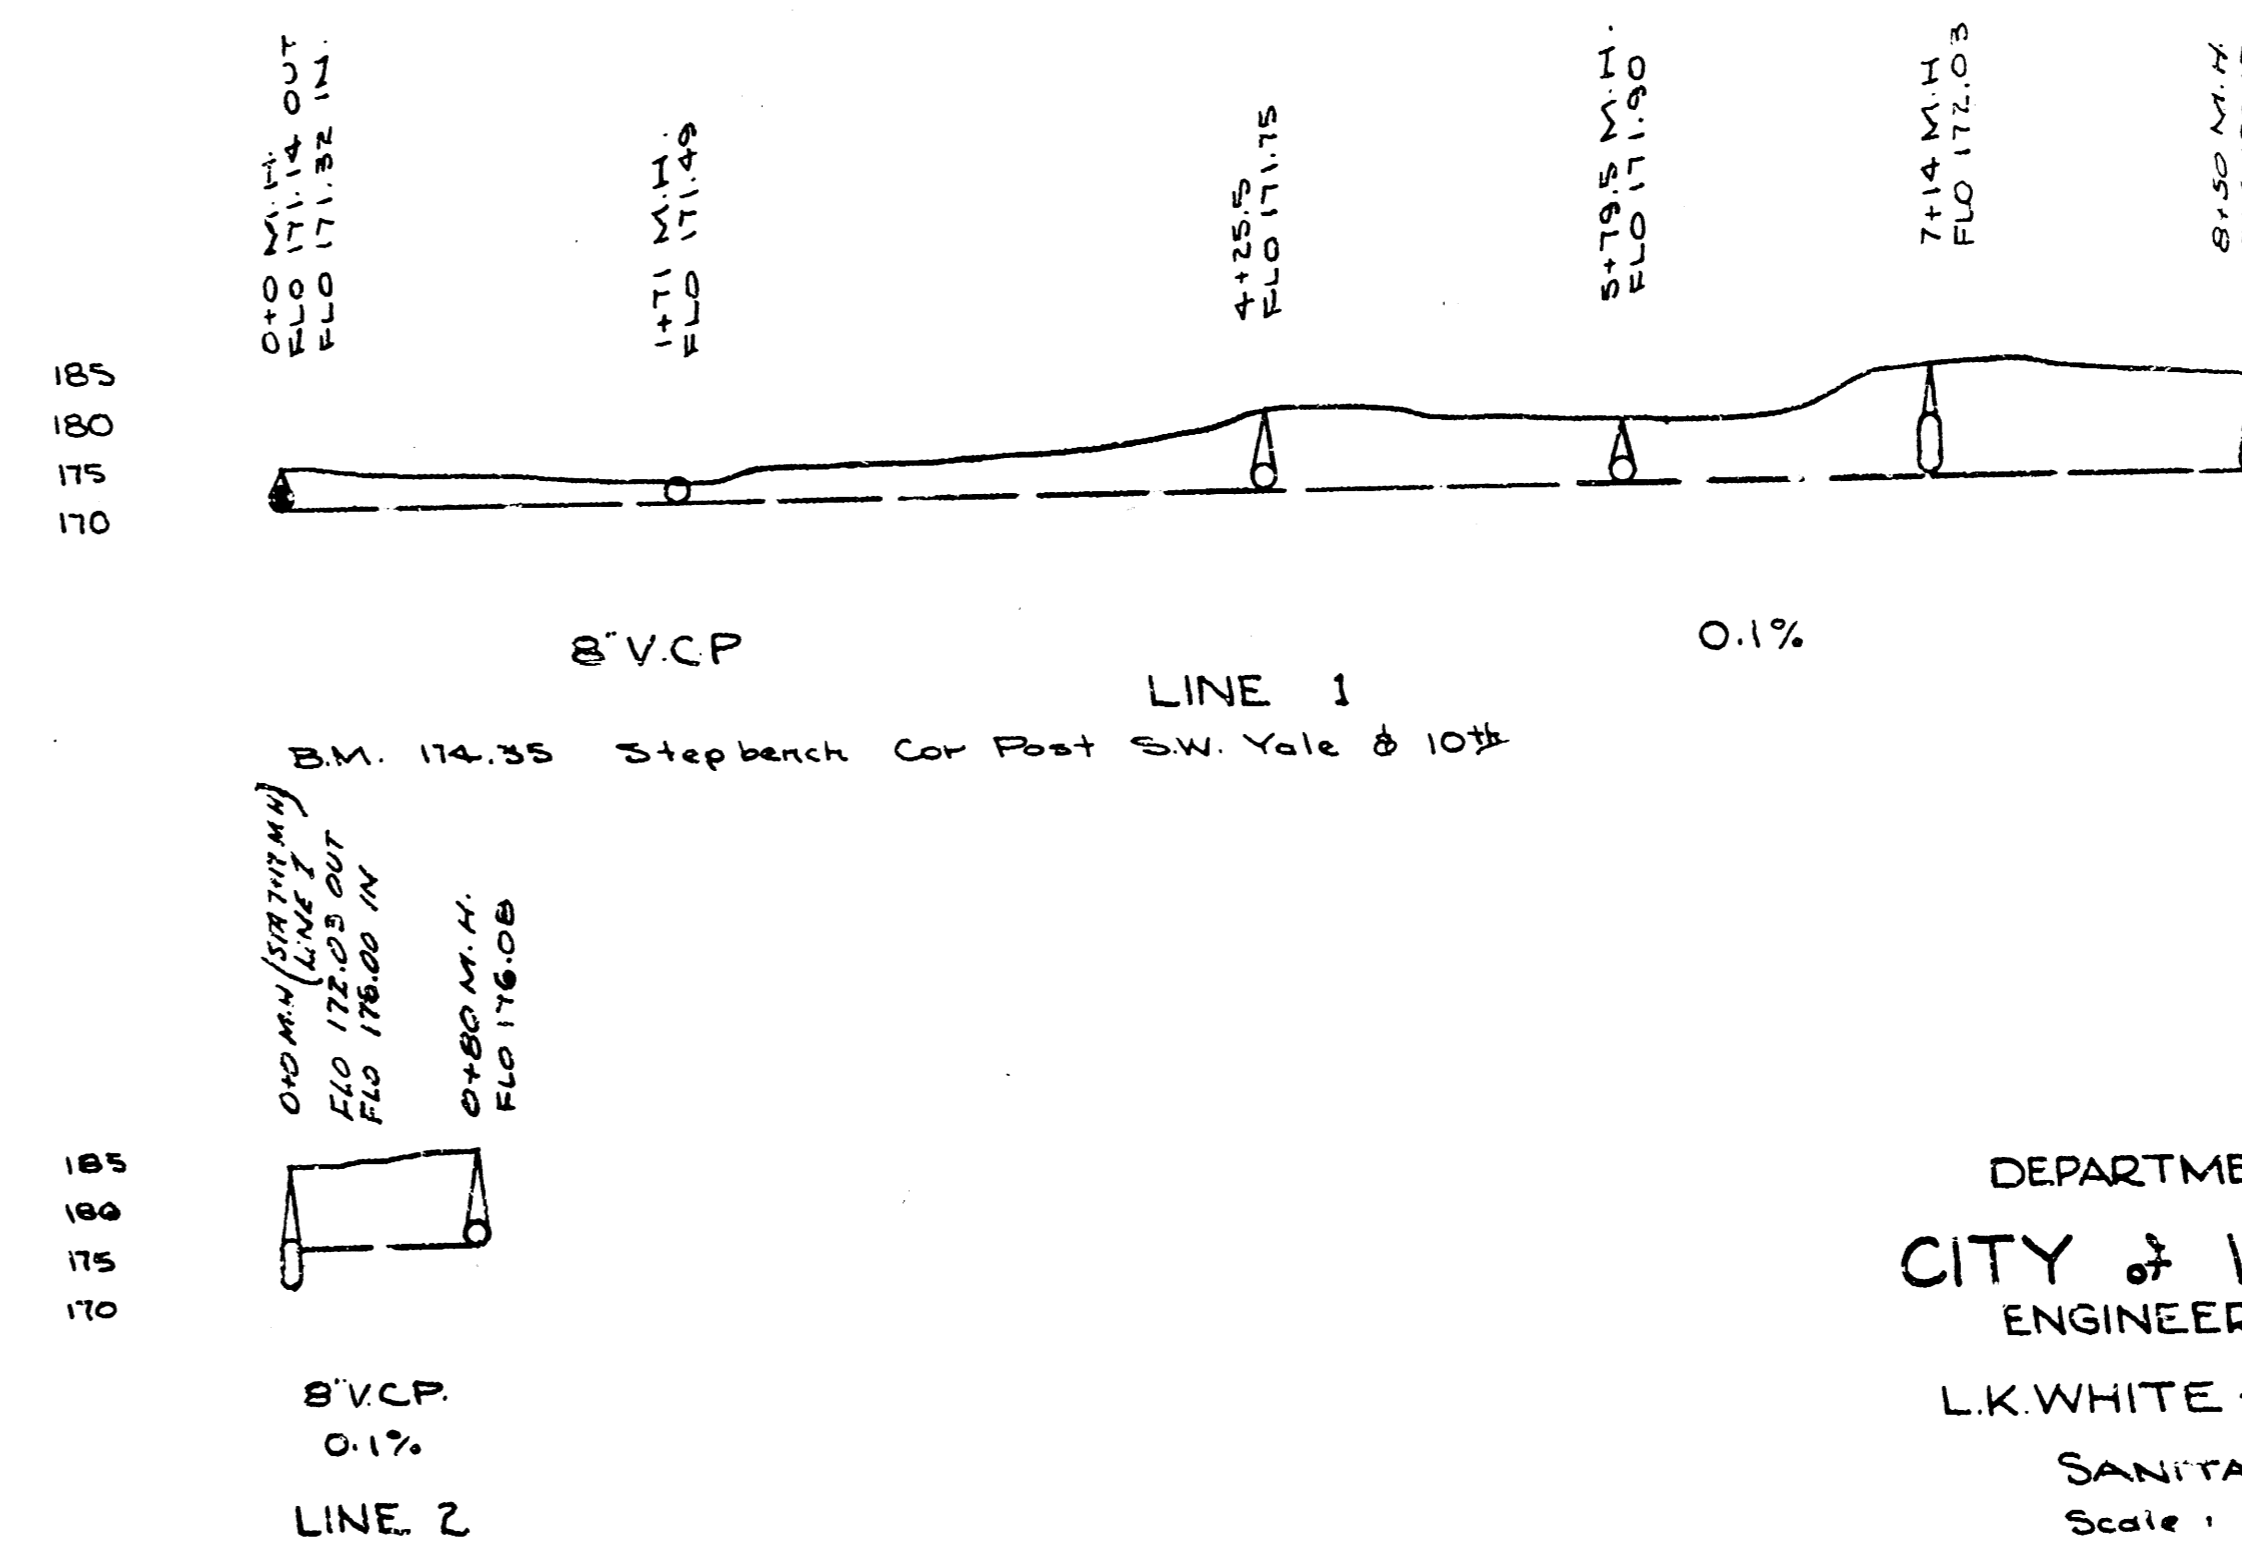 0+0 M.H.
FLO 171.14 OUT
FLO 171.32 IN.
1+71 M.H.
FLO 171.49
4+25.5
FLO 171.75
5+79.5 M.H.
FLO 171.90
7+14 M.H
FLO 172.03
8+50 M.H.
185
180
175
170
8" V.C.P
0.1%
LINE 1
B.M. 174.35 Stepbench Cor Post S.W. Yale & 10th
0+0 M.H (STA 7+14 M H)
LINE 1
FLO 172.03 OUT
FLO 176.00 IN
0+80 M.H.
FLO 176.08
185
180
175
170
8" V.C.P.
0.1%
LINE 2
DEPARTME
CITY of
ENGINEER
L.K. WHITE
SANITA
Scale